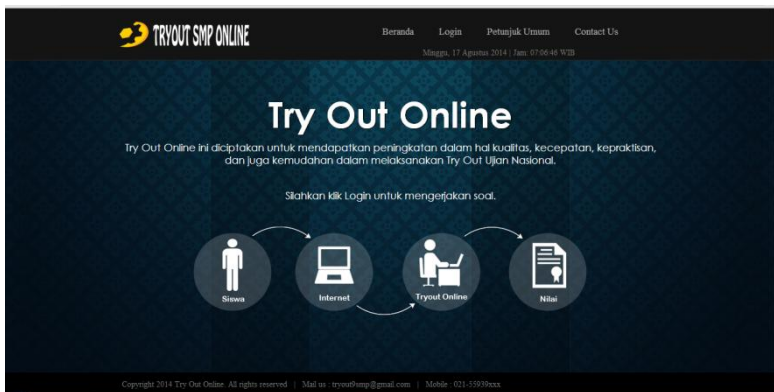 TRYOUT SMP ONLINE
Beranda Login Petunjuk Umum Contact Us
Minggu, 17 Agustus 2014 | Jam: 07:06:48 WIB
Try Out Online
Try Out Online ini diciptakan untuk mendapatkan peningkatan dalam hal kualitas, kecepatan, kepraktisan,
dan juga kemudahan dalam melaksanakan Try Out Ujian Nasional.
Silahkan klik Login untuk mengerjakan soal.
Siswa Internet Tryout Online Nilai
Copyright 2014 Try Out Online. All rights reserved | Mail us : tryout9smp@gmail.com | Mobile : 021-55939xxx